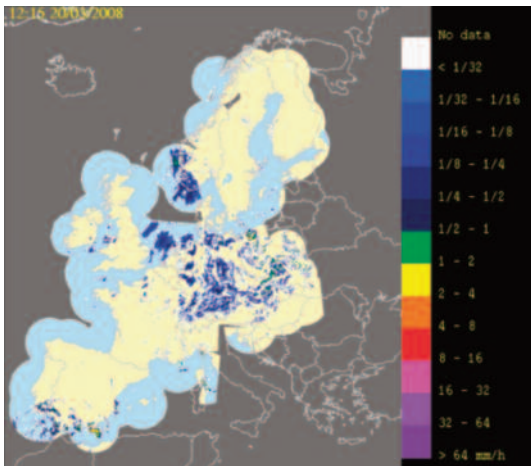 12:16 20/03/2008
No data
< 1/32
1/32 - 1/16
1/16 - 1/8
1/8 - 1/4
1/4 - 1/2
1/2 - 1
1 - 2
2 - 4
4 - 8
8 - 16
16 - 32
32 - 64
> 64 mm/h